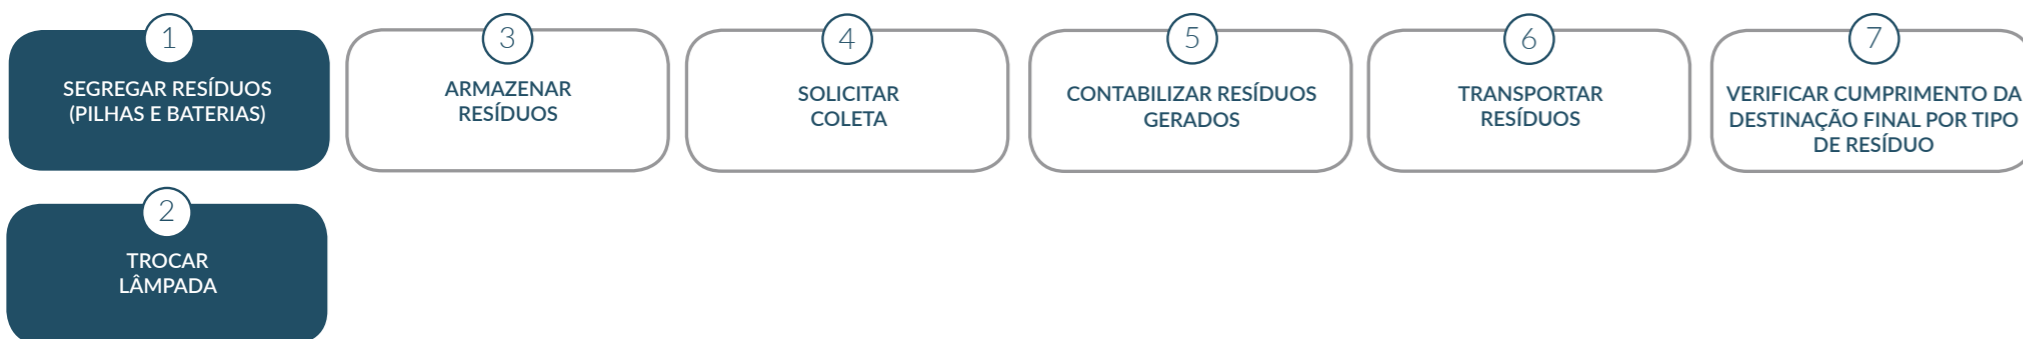 1
SEGREGAR RESÍDUOS
(PILHAS E BATERIAS)
3
ARMAZENAR
RESÍDUOS
4
SOLICITAR
COLETA
5
CONTABILIZAR RESÍDUOS
GERADOS
6
TRANSPORTAR
RESÍDUOS
7
VERIFICAR CUMPRIMENTO DA
DESTINAÇÃO FINAL POR TIPO
DE RESÍDUO
2
TROCAR
LÂMPADA